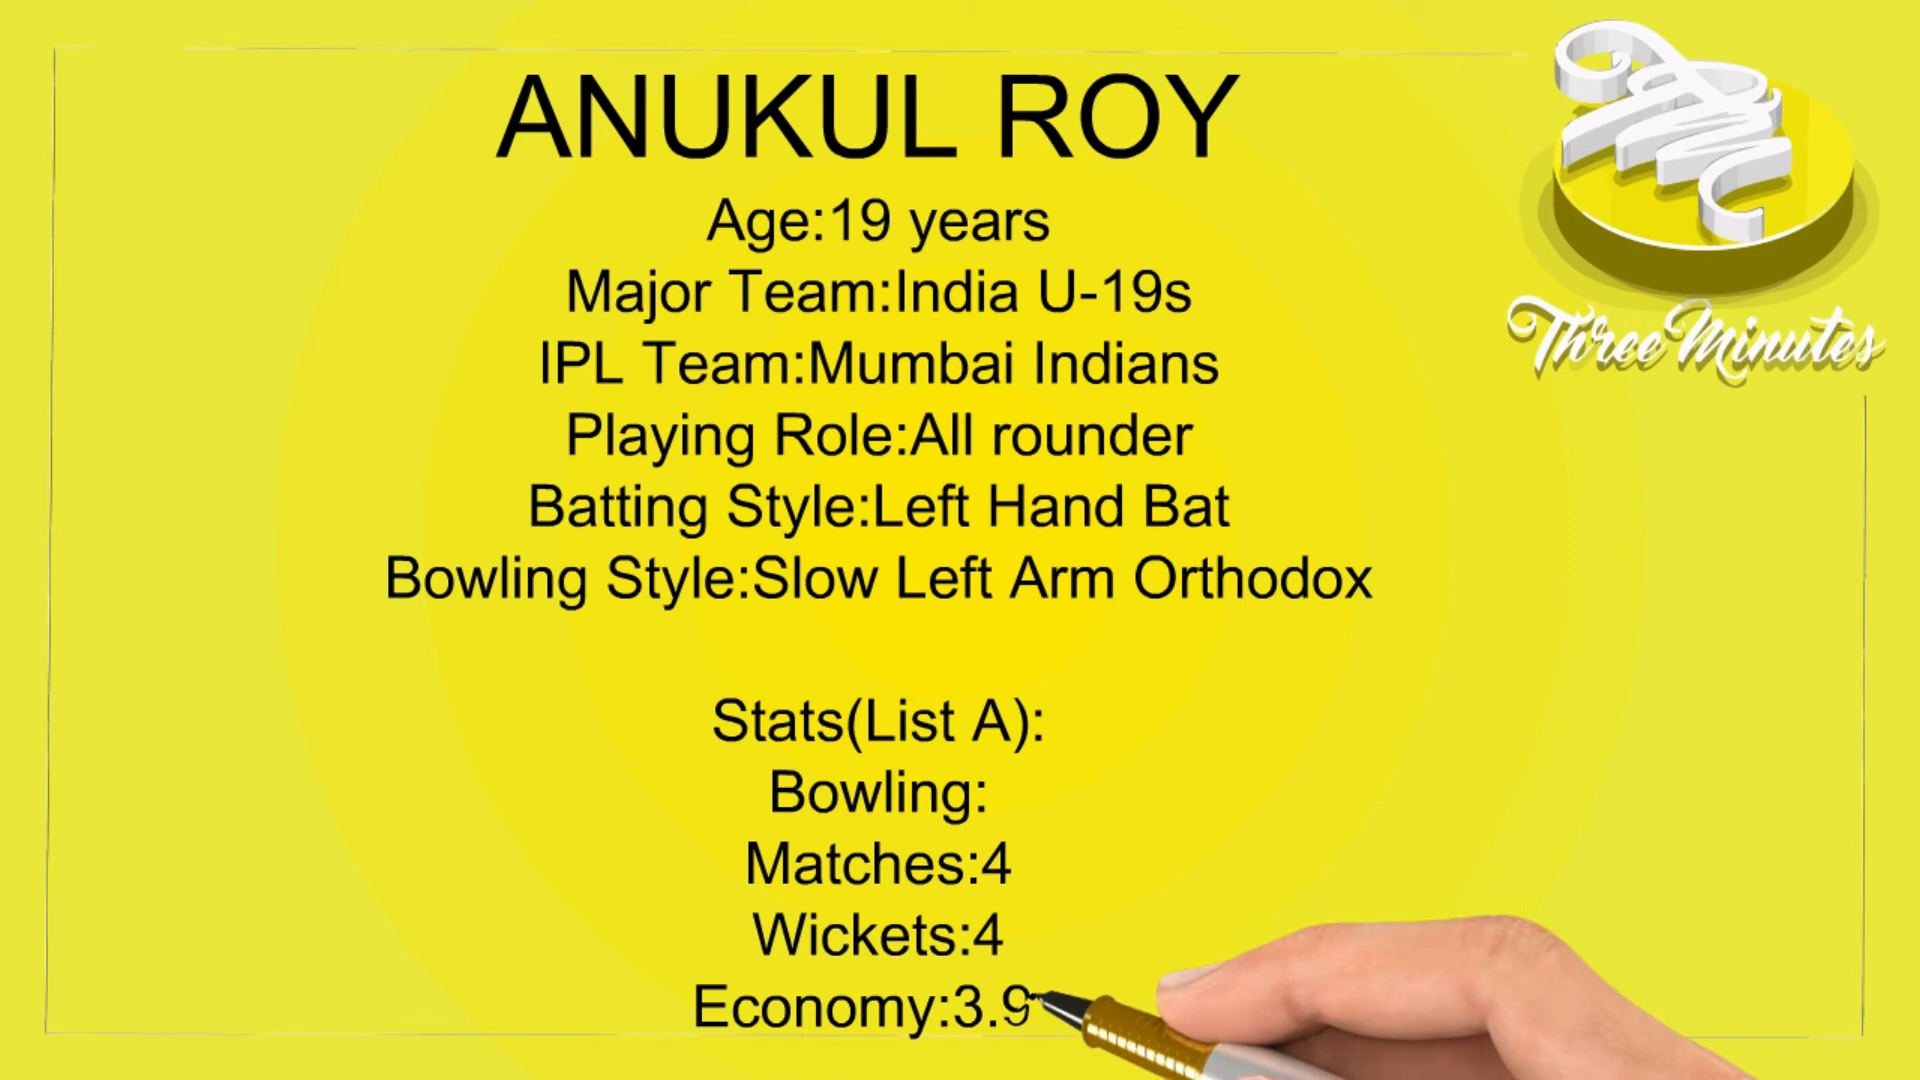 ANUKUL ROY
Age:19 years
Major Team:India U-19s
IPL Team:Mumbai Indians
Playing Role:All rounder
Batting Style:Left Hand Bat
Bowling Style:Slow Left Arm Orthodox
Stats(List A):
Bowling:
Matches:4
Wickets:4
Economy:3.9
Three Minutes